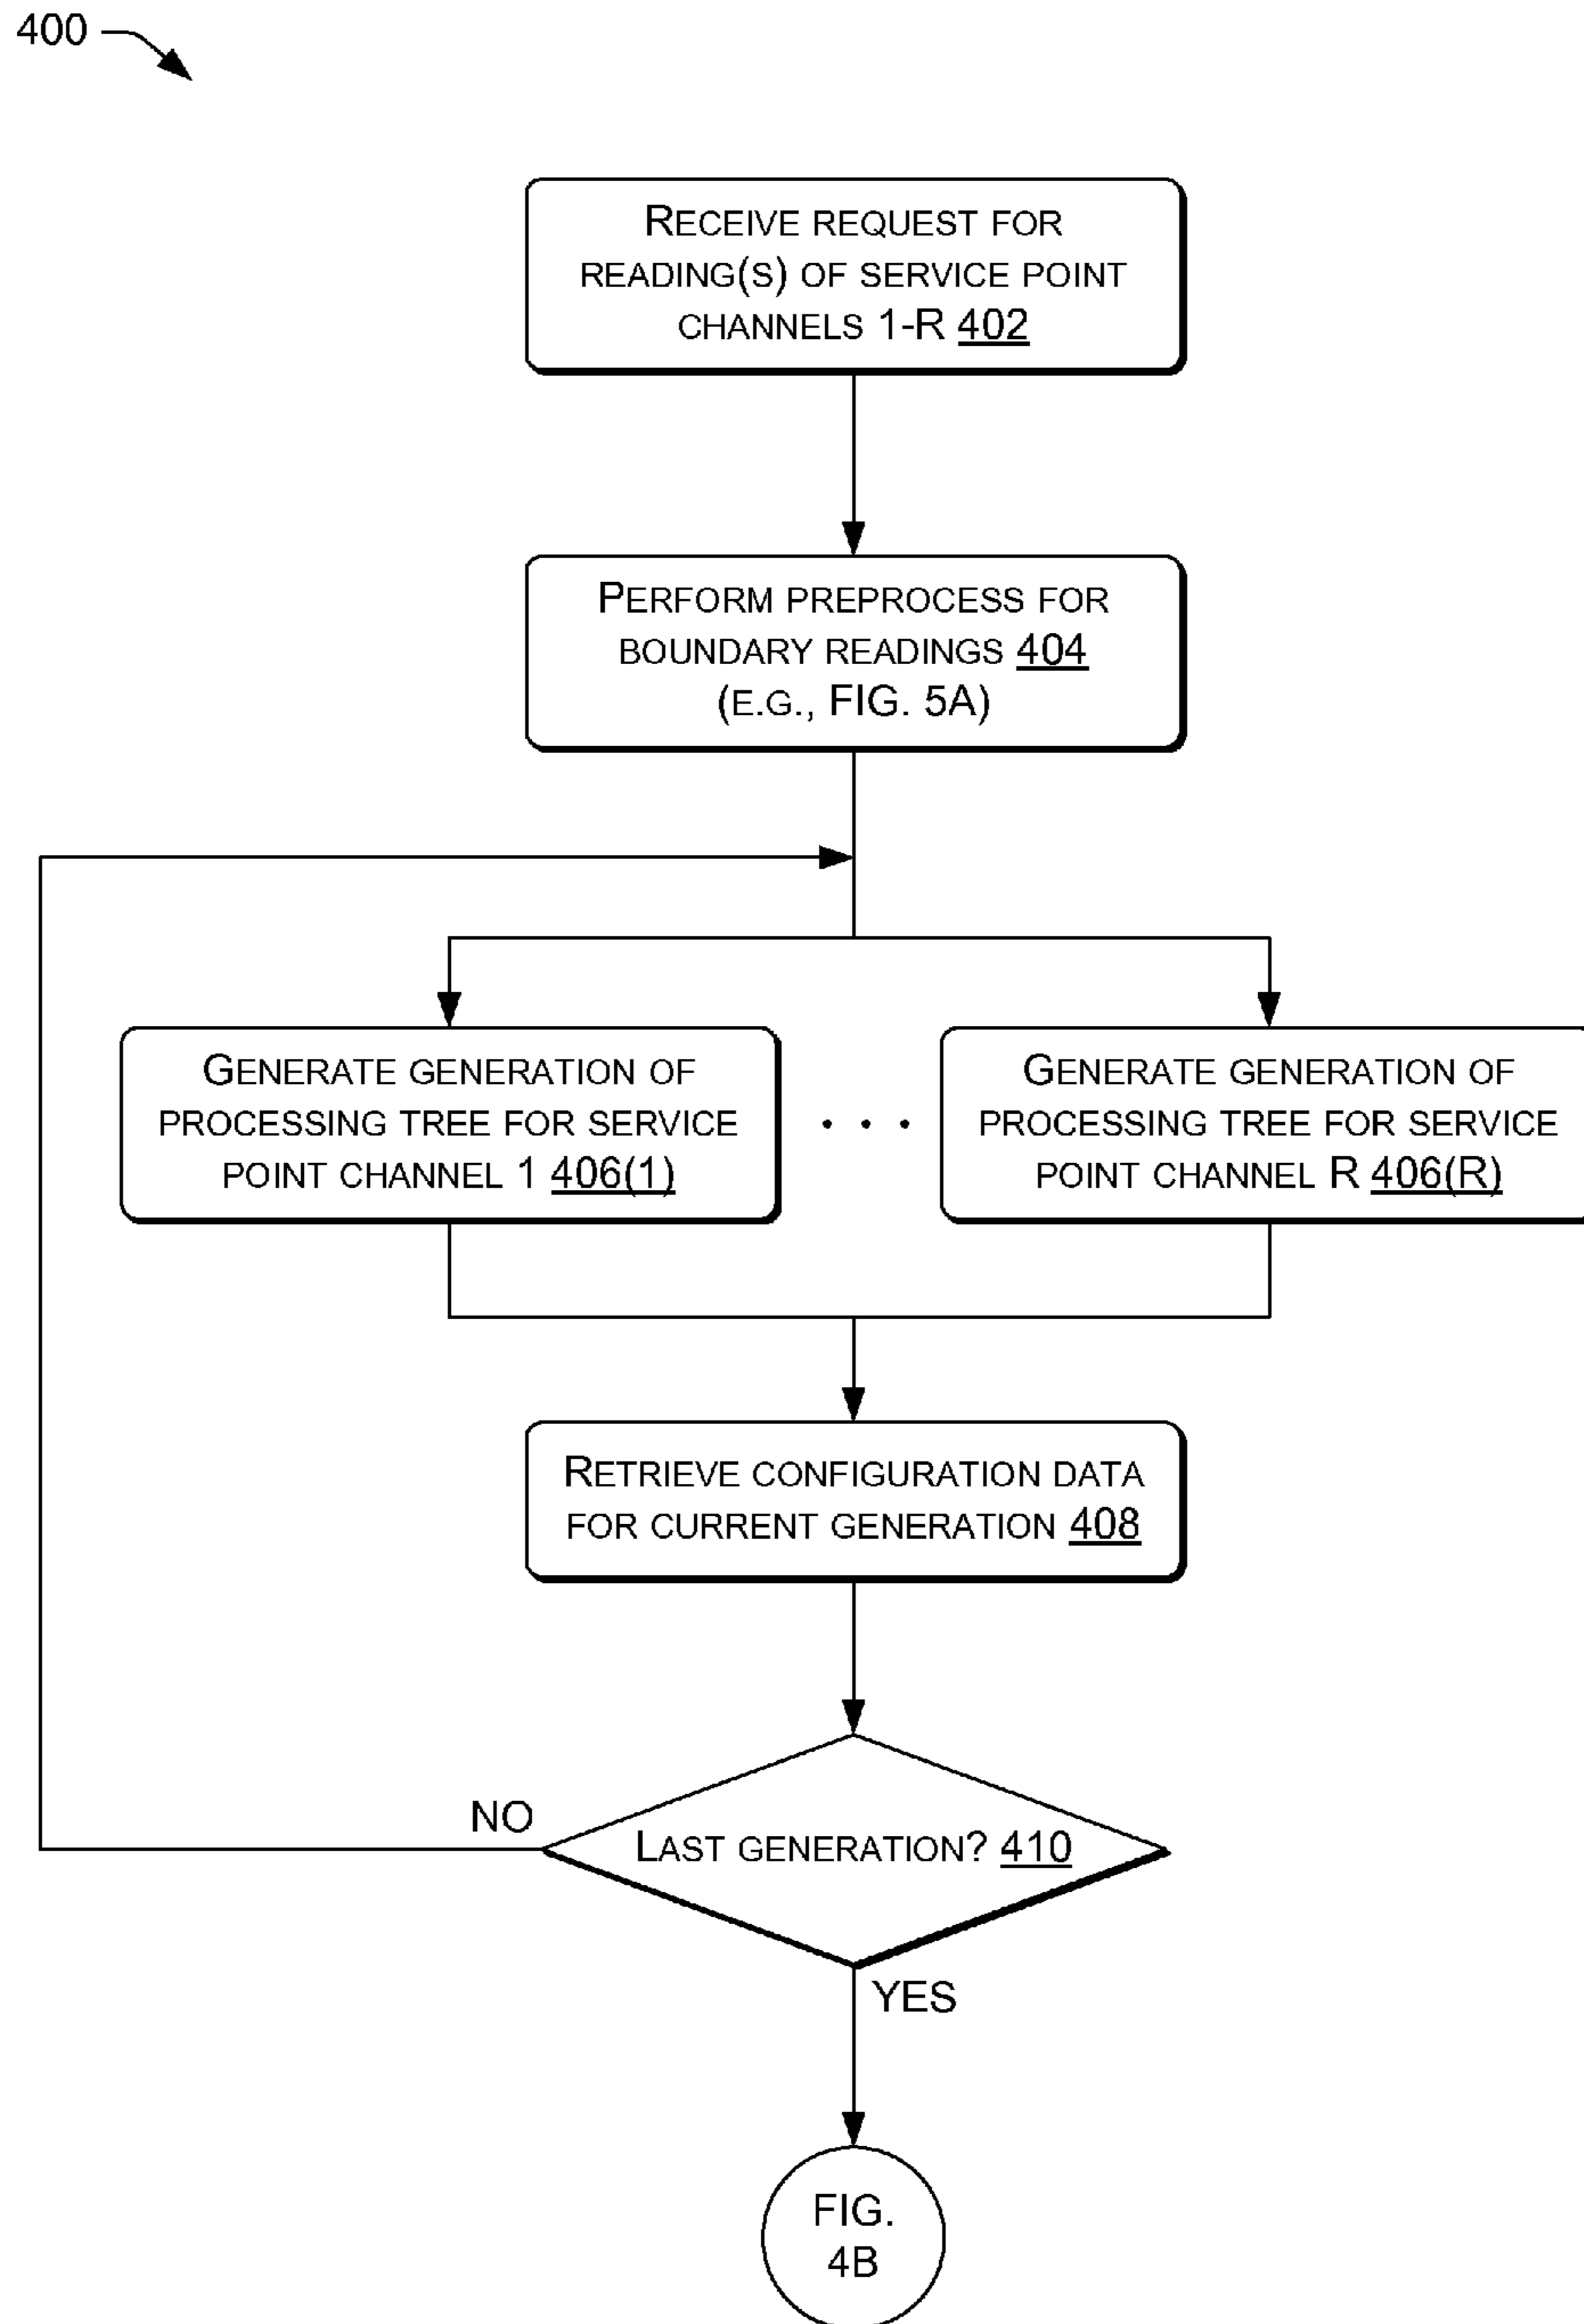 400
RECEIVE REQUEST FOR
READING(S) OF SERVICE POINT
CHANNELS 1-R 402
PERFORM PREPROCESS FOR
BOUNDARY READINGS 404
(E.G., FIG. 5A)
GENERATE GENERATION OF
PROCESSING TREE FOR SERVICE
POINT CHANNEL 1 406(1)
. . .
GENERATE GENERATION OF
PROCESSING TREE FOR SERVICE
POINT CHANNEL R 406(R)
RETRIEVE CONFIGURATION DATA
FOR CURRENT GENERATION 408
NO
LAST GENERATION? 410
YES
FIG.
4B